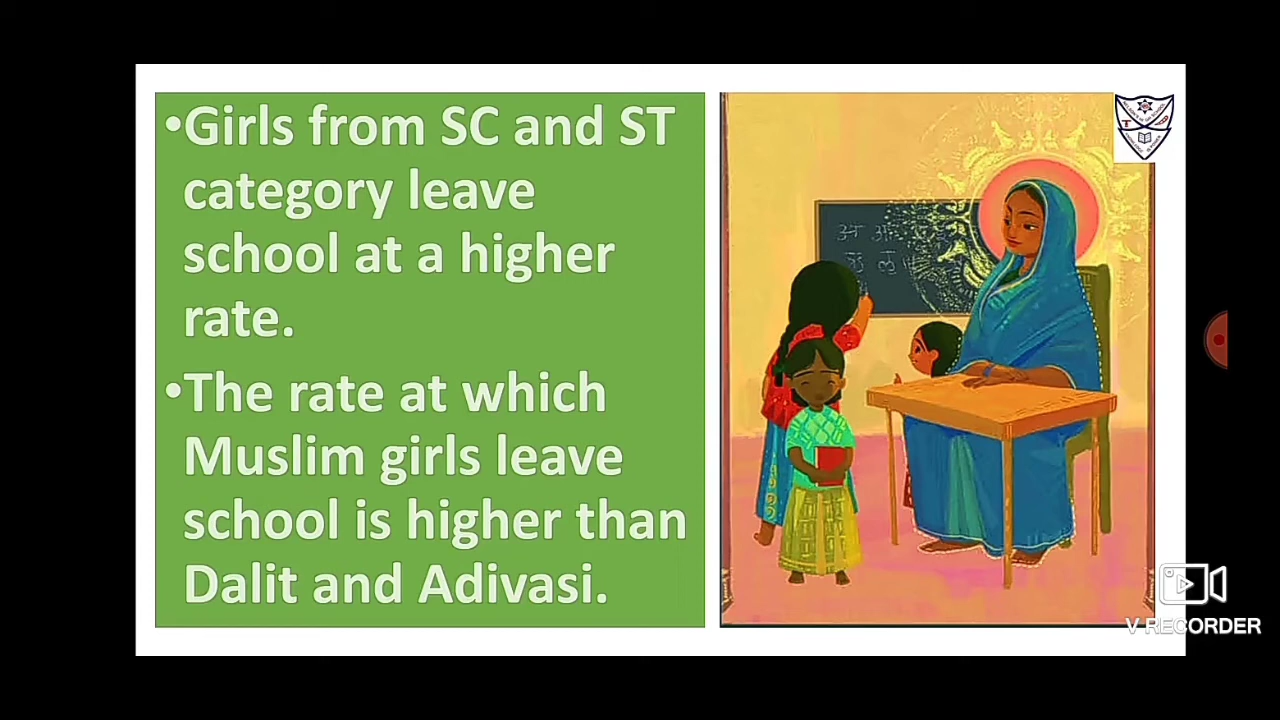 •Girls from SC and ST
category leave
school at a higher
rate.
•The rate at which
Muslim girls leave
school is higher than
Dalit and Adivasi.
अ
V RECORDER